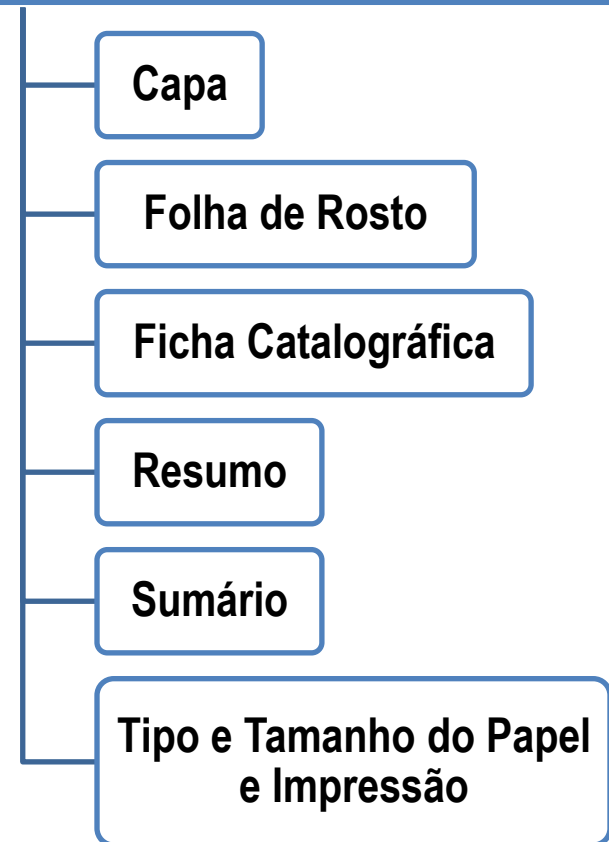 Capa
Folha de Rosto
Ficha Catalográfica
Resumo
Sumário
Tipo e Tamanho do Papel
e Impressão